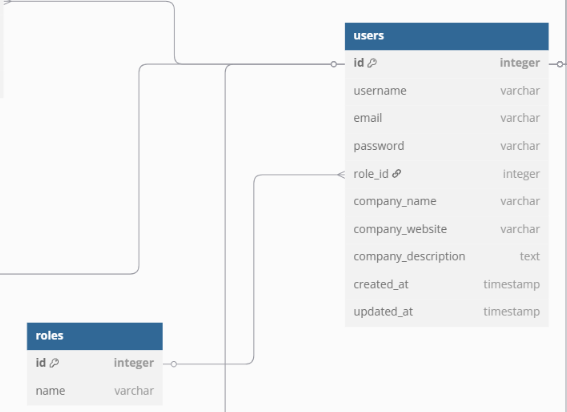 users
id integer
username varchar
email varchar
password varchar
role_id integer
company_name varchar
company_website varchar
company_description text
created_at timestamp
updated_at timestamp
roles
id integer
name varchar